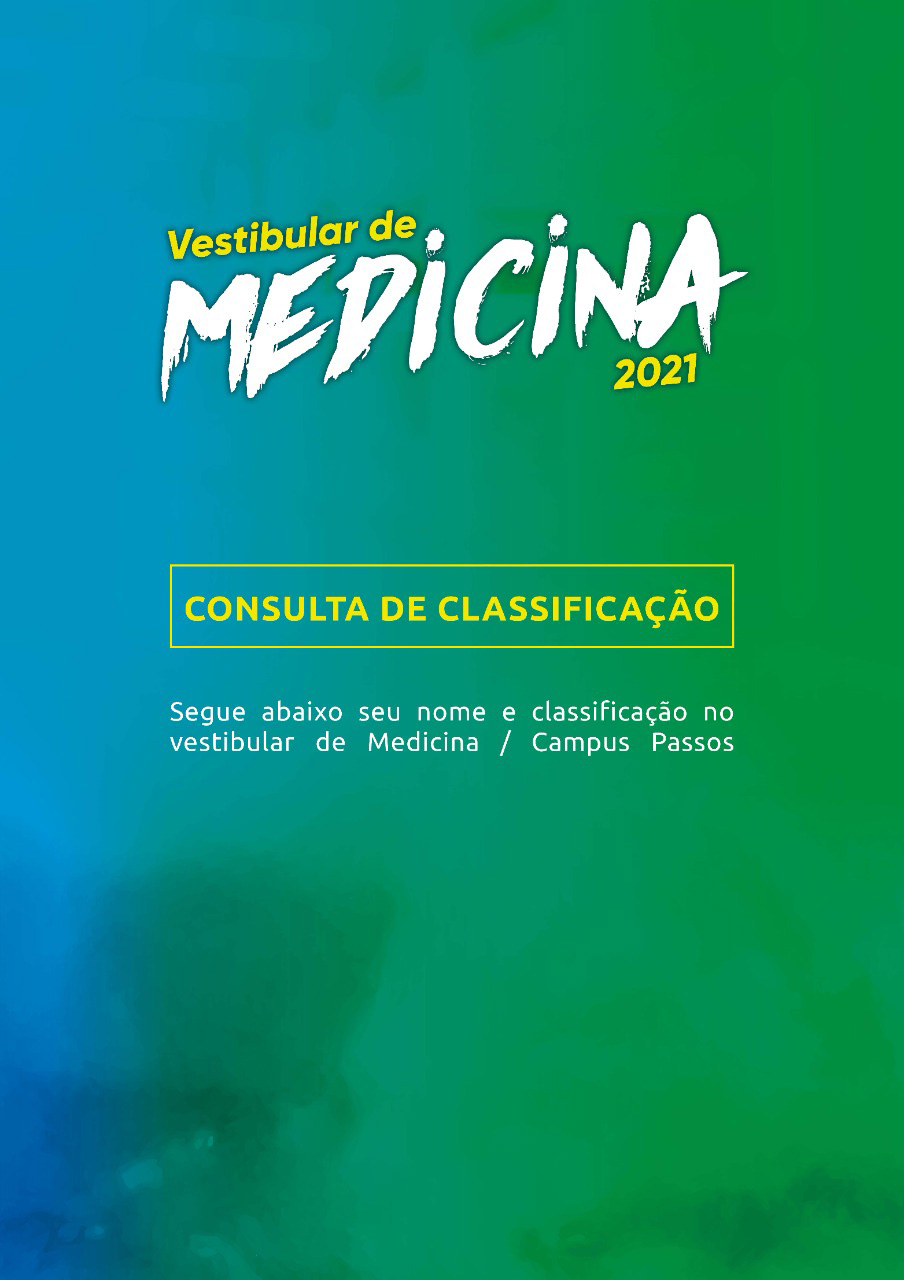 Vestibular de
MEDICINA
2021
CONSULTA DE CLASSIFICAÇÃO
Segue abaixo seu nome e classificação no
vestibular de Medicina / Campus Passos